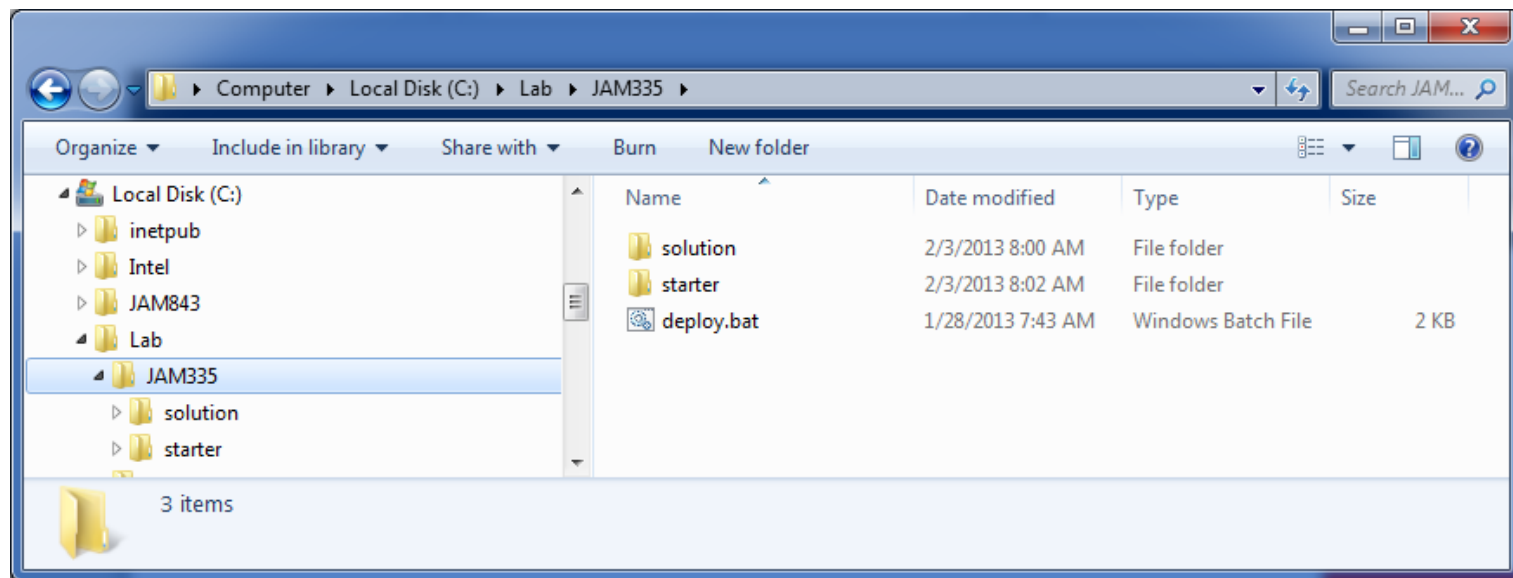 Computer Local Disk (C:) Lab JAM335 Search JAM...
Organize Include in library Share with Burn New folder
Local Disk (C:)
inetpub
Intel
JAM843
Lab
JAM335
solution
starter
Name Date modified Type Size
solution 2/3/2013 8:00 AM File folder
starter 2/3/2013 8:02 AM File folder
deploy.bat 1/28/2013 7:43 AM Windows Batch File 2 KB
3 items